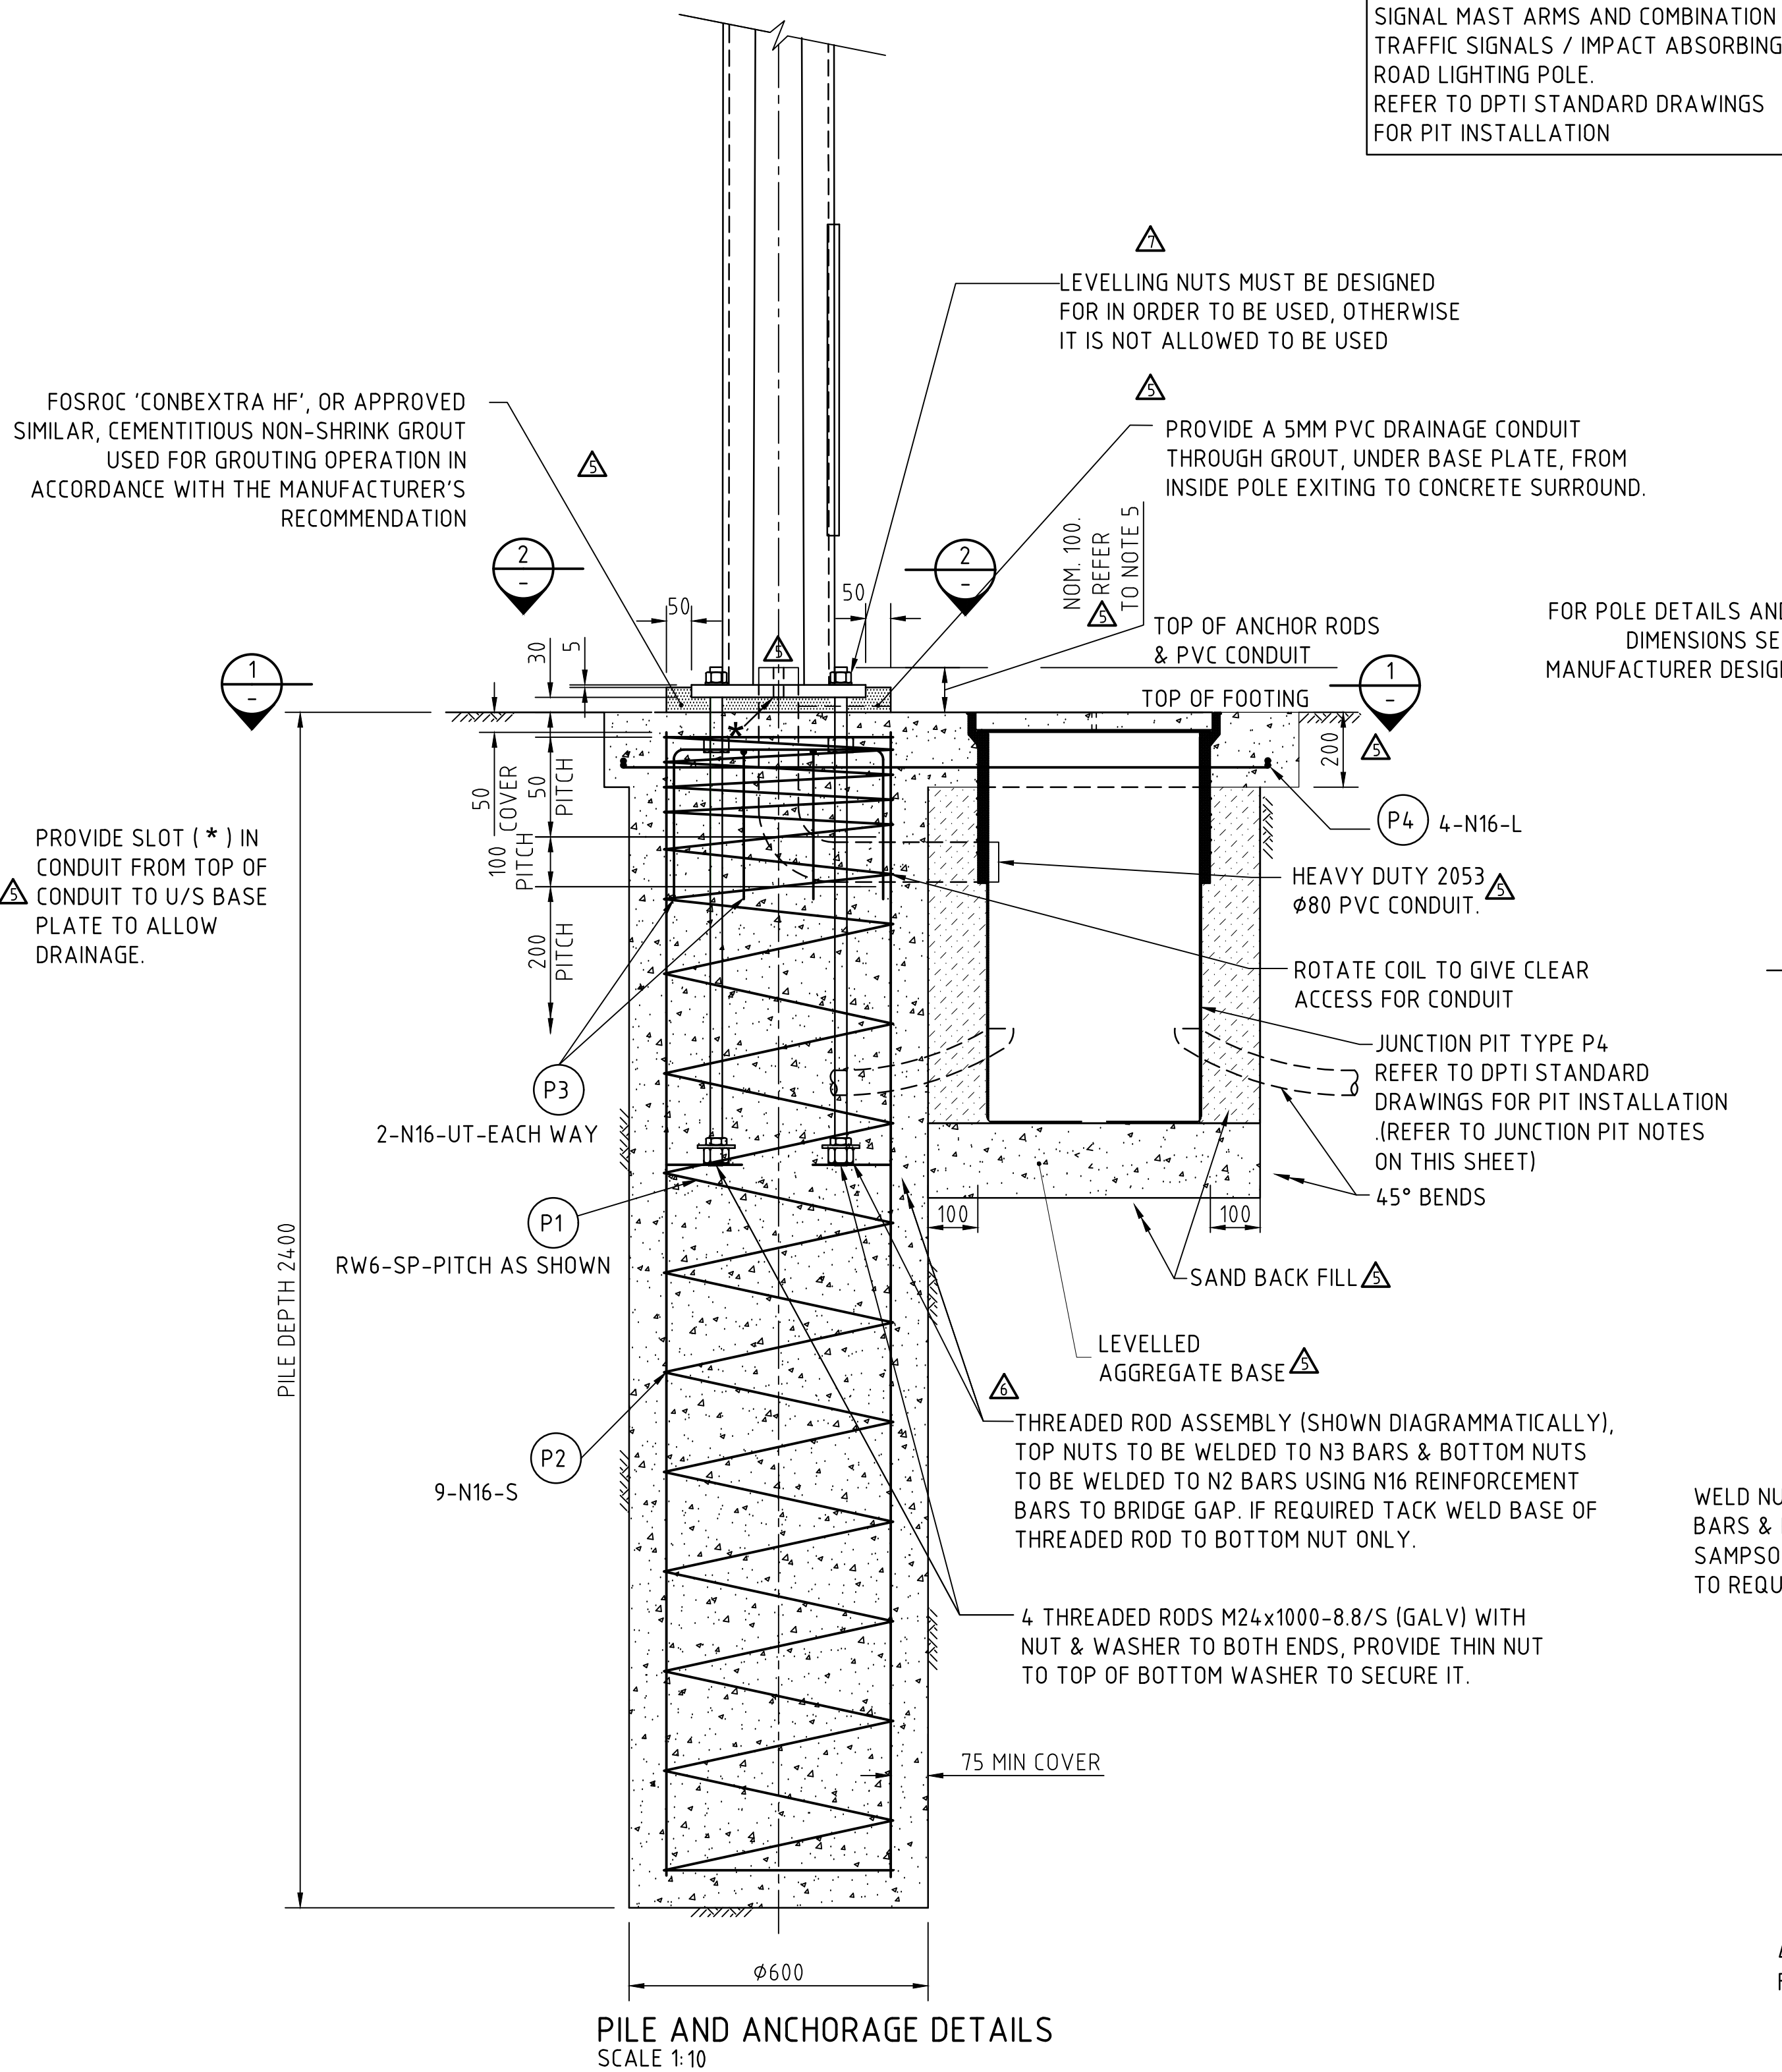 SIGNAL MAST ARMS AND COMBINATION
TRAFFIC SIGNALS / IMPACT ABSORBING
ROAD LIGHTING POLE.
REFER TO DPTI STANDARD DRAWINGS
FOR PIT INSTALLATION
7
LEVELLING NUTS MUST BE DESIGNED
FOR IN ORDER TO BE USED, OTHERWISE
IT IS NOT ALLOWED TO BE USED
FOSROC 'CONBEXTRA HF', OR APPROVED
SIMILAR, CEMENTITIOUS NON-SHRINK GROUT
USED FOR GROUTING OPERATION IN
ACCORDANCE WITH THE MANUFACTURER'S
RECOMMENDATION
5
5
PROVIDE A 5MM PVC DRAINAGE CONDUIT
THROUGH GROUT, UNDER BASE PLATE, FROM
INSIDE POLE EXITING TO CONCRETE SURROUND.
2
-
2
-
NOM. 100.
REFER
TO NOTE 5
5
50
50
30
5
5
TOP OF ANCHOR RODS
& PVC CONDUIT
TOP OF FOOTING
FOR POLE DETAILS AND
DIMENSIONS SE
MANUFACTURER DESIGN
1
-
1
-
5
200
50
COVER
50
PITCH
100
PITCH
200
PITCH
*
PROVIDE SLOT ( * ) IN
CONDUIT FROM TOP OF
CONDUIT TO U/S BASE
PLATE TO ALLOW
DRAINAGE.
5
P4
4-N16-L
HEAVY DUTY 2053
Ø80 PVC CONDUIT.
5
ROTATE COIL TO GIVE CLEAR
ACCESS FOR CONDUIT
JUNCTION PIT TYPE P4
REFER TO DPTI STANDARD
DRAWINGS FOR PIT INSTALLATION
.(REFER TO JUNCTION PIT NOTES
ON THIS SHEET)
45° BENDS
P3
2-N16-UT-EACH WAY
P1
RW6-SP-PITCH AS SHOWN
100
100
SAND BACK FILL
5
PILE DEPTH 2400
LEVELLED
AGGREGATE BASE
5
6
THREADED ROD ASSEMBLY (SHOWN DIAGRAMMATICALLY),
TOP NUTS TO BE WELDED TO N3 BARS & BOTTOM NUTS
TO BE WELDED TO N2 BARS USING N16 REINFORCEMENT
BARS TO BRIDGE GAP. IF REQUIRED TACK WELD BASE OF
THREADED ROD TO BOTTOM NUT ONLY.
P2
9-N16-S
WELD NU
BARS &
SAMPSO
TO REQU
4 THREADED RODS M24x1000-8.8/S (GALV) WITH
NUT & WASHER TO BOTH ENDS, PROVIDE THIN NUT
TO TOP OF BOTTOM WASHER TO SECURE IT.
75 MIN COVER
Ø600
PILE AND ANCHORAGE DETAILS
SCALE 1:10